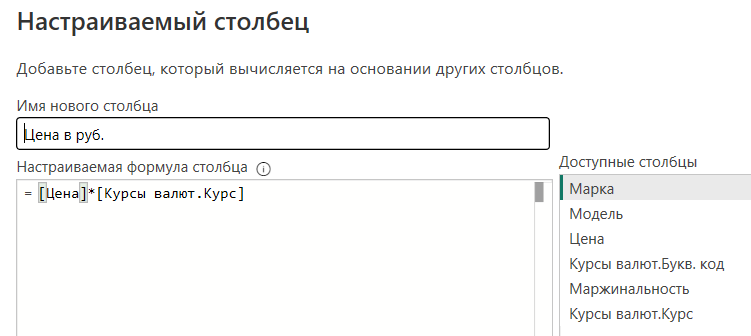 Настраиваемый столбец
Добавьте столбец, который вычисляется на основании других столбцов.
Имя нового столбца
Цена в руб.
Настраиваемая формула столбца
= [Цена]*[Курсы валют.Курс]
Доступные столбцы
Марка
Модель
Цена
Курсы валют.Букв. код
Маржинальность
Курсы валют.Курс